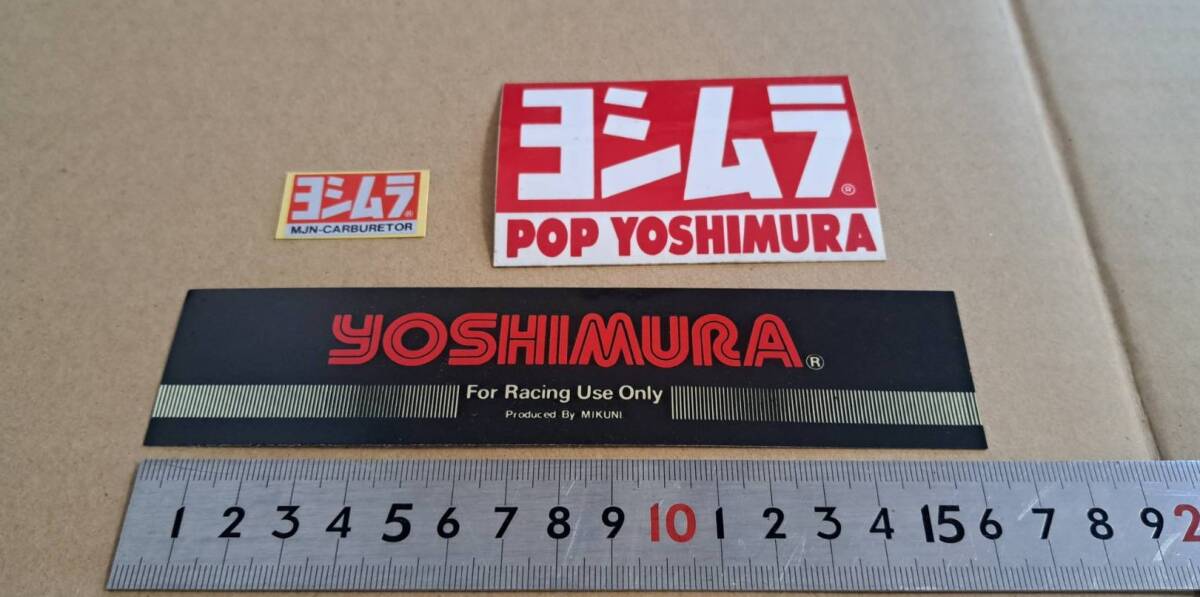 ヨシムラ®
MJN-CARBURETOR
ヨシムラ®
POP YOSHIMURA
YOSHIMURA®
For Racing Use Only
Produced By MIKUNI
1 2 3 4 5 6 7 8 9 10 1 2 3 4 15 6 7 8 9 2